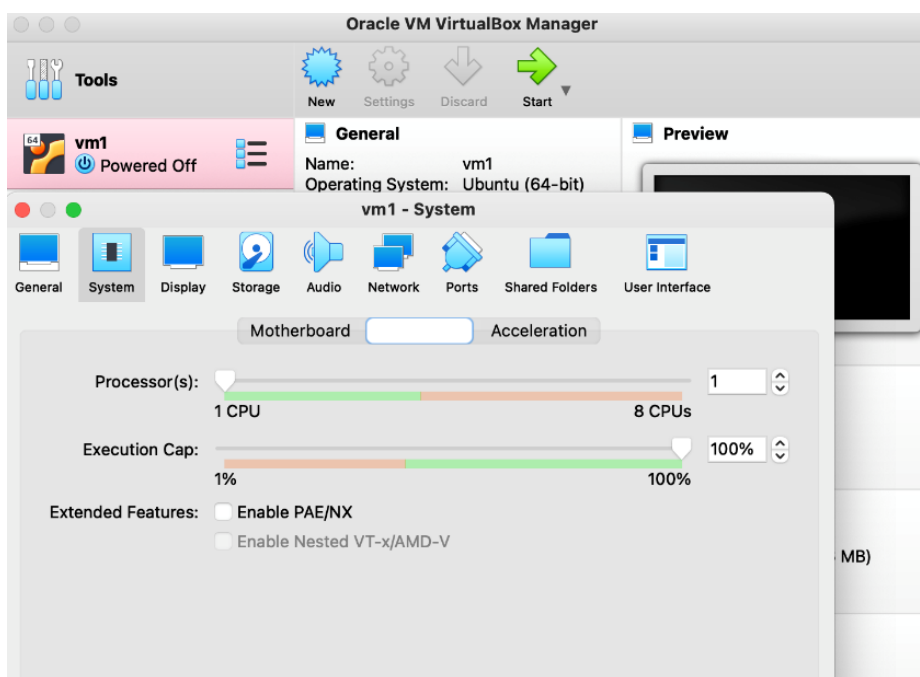 Oracle VM VirtualBox Manager
Tools
New
Settings
Discard
Start
64
vm1
Powered Off
General
Name: vm1
Operating System: Ubuntu (64-bit)
Preview
vm1 - System
General
System
Display
Storage
Audio
Network
Ports
Shared Folders
User Interface
Motherboard
Acceleration
Processor(s):
1
1 CPU
8 CPUs
Execution Cap:
100%
1%
100%
Extended Features:
Enable PAE/NX
Enable Nested VT-x/AMD-V
MB)